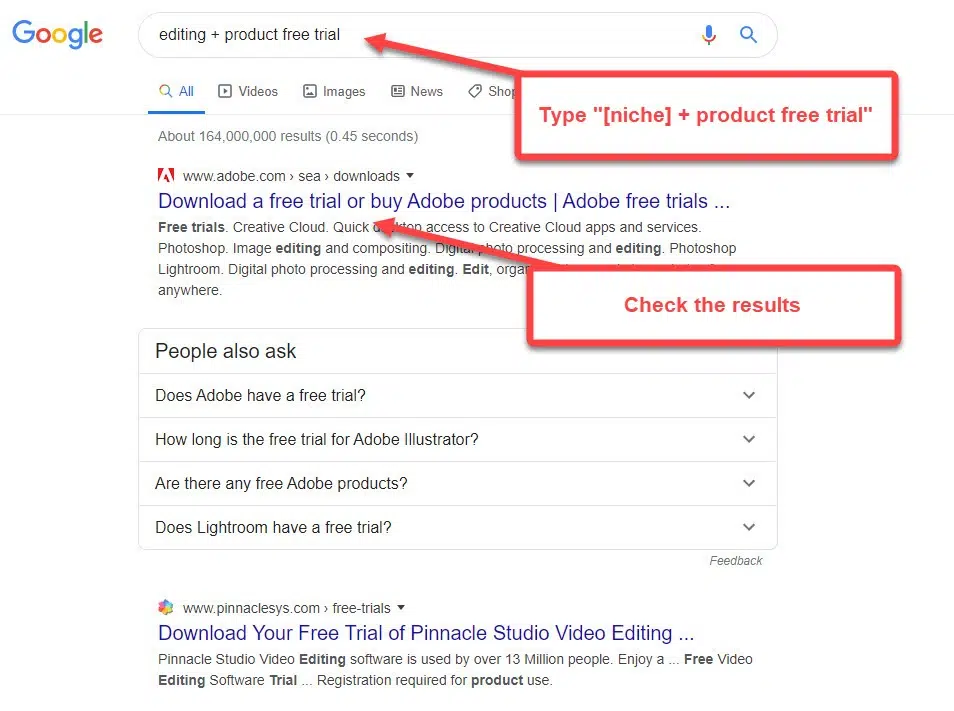 Google
editing + product free trial
All Videos Images News Shop
Type "[niche] + product free trial"
About 164,000,000 results (0.45 seconds)
www.adobe.com › sea › downloads
Download a free trial or buy Adobe products | Adobe free trials ...
Free trials. Creative Cloud. Quick desktop access to Creative Cloud apps and services.
Photoshop. Image editing and compositing. Digital photo processing and editing. Photoshop
Lightroom. Digital photo processing and editing. Edit,
anywhere.
Check the results
People also ask
Does Adobe have a free trial?
How long is the free trial for Adobe Illustrator?
Are there any free Adobe products?
Does Lightroom have a free trial?
Feedback
www.pinnaclesys.com › free-trials
Download Your Free Trial of Pinnacle Studio Video Editing ...
Pinnacle Studio Video Editing software is used by over 13 Million people. Enjoy a ... Free Video
Editing Software Trial ... Registration required for product use.